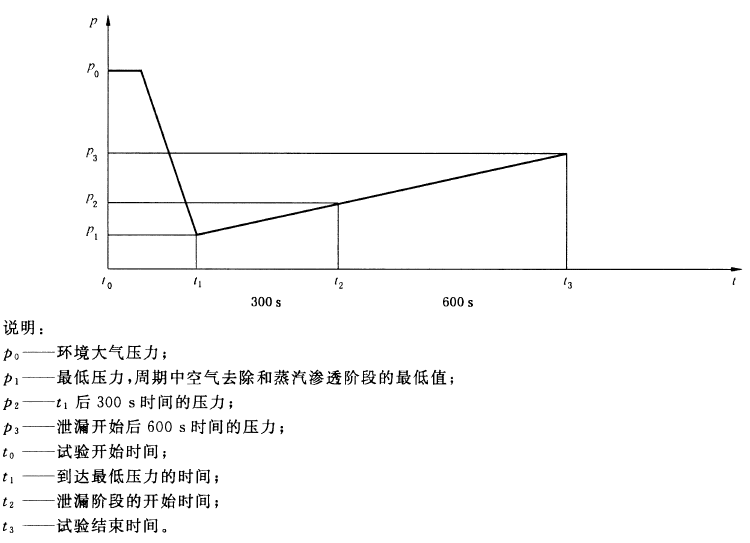 p
p0
p3
p2
p1
t0 t1 t2 t3 t
300 s 600 s
说明：
p0——环境大气压力；
p1——最低压力，周期中空气去除和蒸汽渗透阶段的最低值；
p2——t1 后 300 s 时间的压力；
p3——泄漏开始后 600 s 时间的压力；
t0 ——试验开始时间；
t1 ——到达最低压力的时间；
t2 ——泄漏阶段的开始时间；
t3 ——试验结束时间。